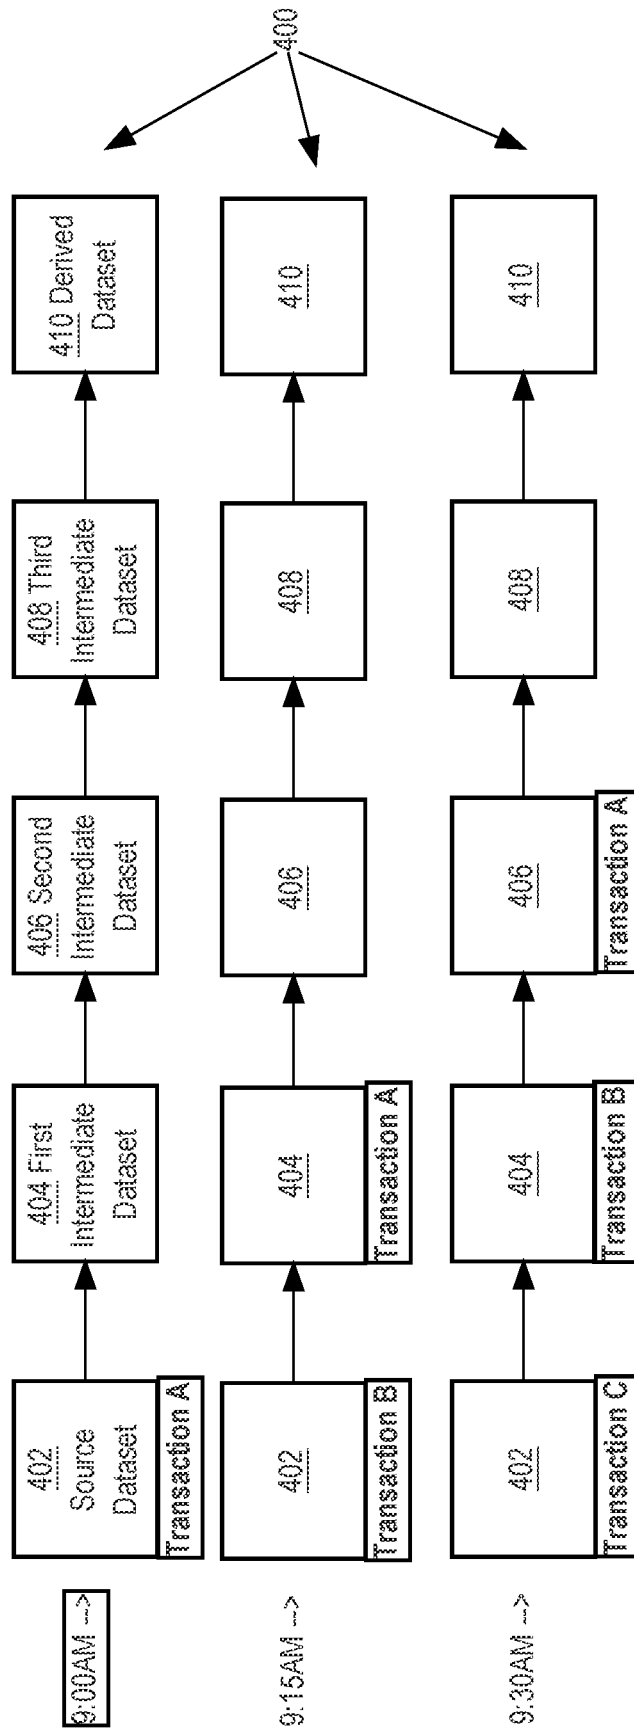 400
9:00AM -->
402
Source
Dataset
Transaction A
404 First
Intermediate
Dataset
406 Second
Intermediate
Dataset
408 Third
Intermediate
Dataset
410 Derived
Dataset
9:15AM -->
402
Transaction B
404
Transaction A
406
408
410
9:30AM -->
402
Transaction C
404
Transaction B
406
Transaction A
408
410